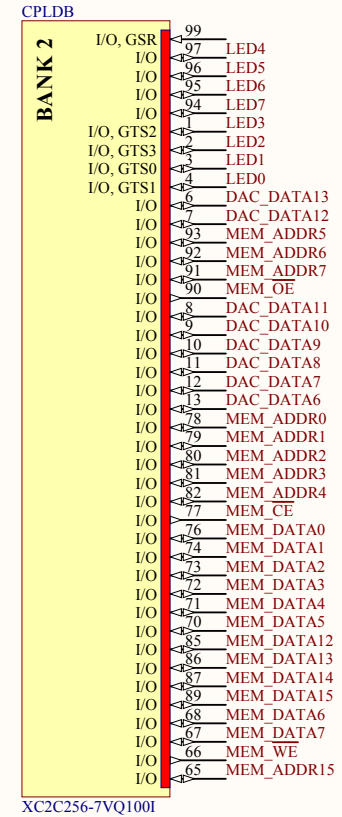 CPLDB
BANK 2
I/O, GSR 99
I/O 97 LED4
I/O 96 LED5
I/O 95 LED6
I/O 94 LED7
I/O, GTS2 1 LED3
I/O, GTS3 2 LED2
I/O, GTS0 3 LED1
I/O, GTS1 4 LED0
I/O 6 DAC_DATA13
I/O 7 DAC_DATA12
I/O 93 MEM_ADDR5
I/O 92 MEM_ADDR6
I/O 91 MEM_ADDR7
I/O 90 MEM_O̅E̅
I/O 8 DAC_DATA11
I/O 9 DAC_DATA10
I/O 10 DAC_DATA9
I/O 11 DAC_DATA8
I/O 12 DAC_DATA7
I/O 13 DAC_DATA6
I/O 78 MEM_ADDR0
I/O 79 MEM_ADDR1
I/O 80 MEM_ADDR2
I/O 81 MEM_ADDR3
I/O 82 MEM_ADDR4
I/O 77 MEM_C̅E̅
I/O 76 MEM_DATA0
I/O 74 MEM_DATA1
I/O 73 MEM_DATA2
I/O 72 MEM_DATA3
I/O 71 MEM_DATA4
I/O 70 MEM_DATA5
I/O 85 MEM_DATA12
I/O 86 MEM_DATA13
I/O 87 MEM_DATA14
I/O 89 MEM_DATA15
I/O 68 MEM_DATA6
I/O 67 MEM_DATA7
I/O 66 MEM_W̅E̅
I/O 65 MEM_ADDR15
XC2C256-7VQ100I